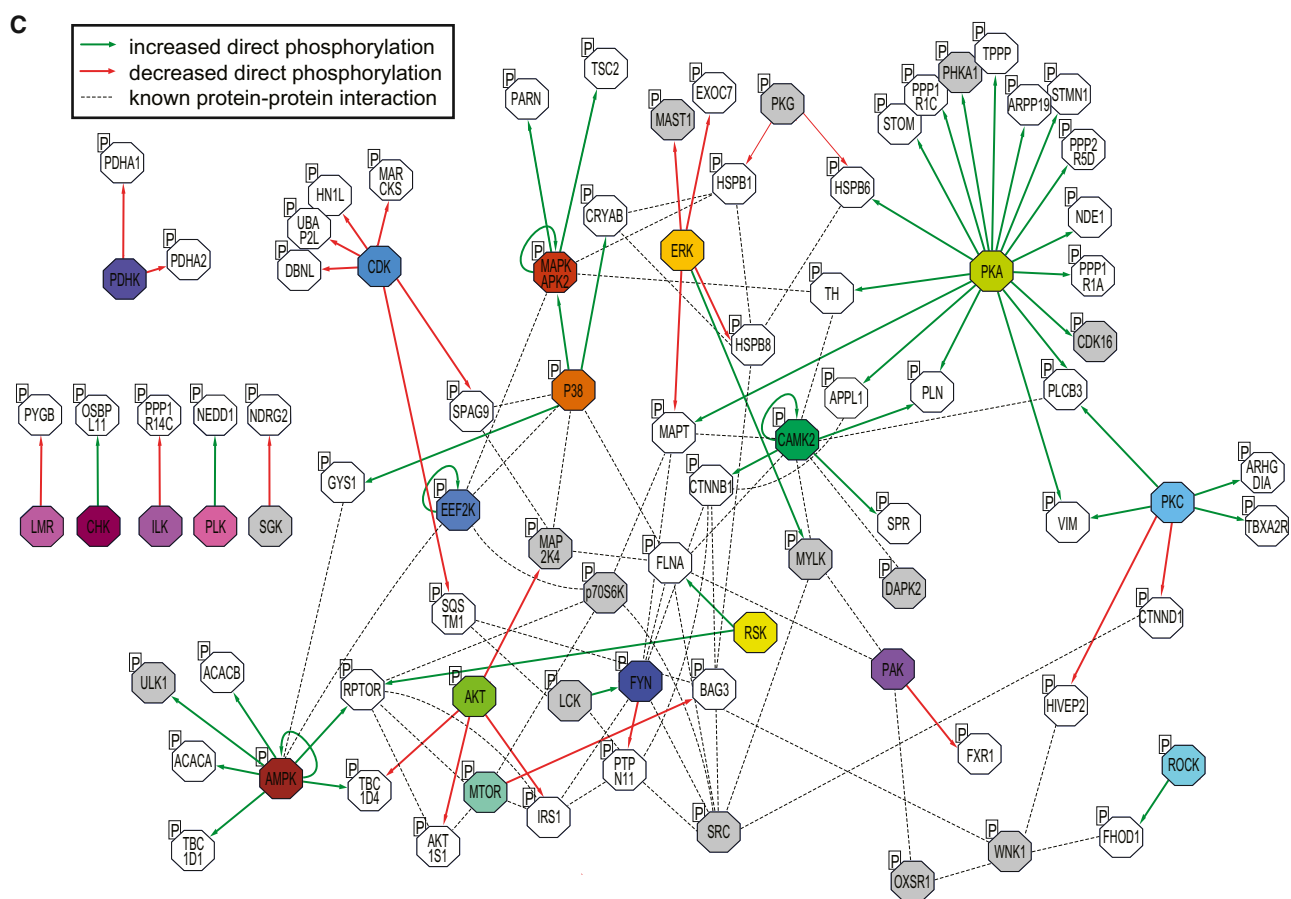 C
increased direct phosphorylation
decreased direct phosphorylation
known protein-protein interaction
P
PDHA1
P
PDHA2
PDHK
P
MAR
CKS
P
HN1L
P
UBA
P2L
P
DBNL
CDK
P
PARN
P
TSC2
P
CRYAB
P
MAPK
APK2
P
MAST1
P
EXOC7
P
PKG
P
HSPB1
P
HSPB6
ERK
P
TH
P
HSPB8
P
STOM
P
PPP1
R1C
P
PHKA1
P
TPPP
P
ARPP19
P
STMN1
P
PPP2
R5D
P
NDE1
P
PPP1
R1A
PKA
P
CDK16
P
PLCB3
P
PLN
P
APPL1
P
P38
P
SPAG9
P
MAPT
P
CAMK2
P
PYGB
P
OSBP
L11
P
PPP1
R14C
P
NEDD1
P
NDRG2
LMR
CHK
ILK
PLK
SGK
P
GYS1
P
EEF2K
P
MAP
2K4
P
CTNNB1
P
SPR
P
VIM
PKC
P
ARHG
DIA
P
TBXA2R
P
FLNA
P
MYLK
P
DAPK2
P
p70S6K
P
SQS
TM1
P
CTNND1
RSK
P
ULK1
P
ACACB
P
RPTOR
AKT
P
LCK
P
FYN
P
BAG3
P
PAK
P
HIVEP2
P
FXR1
ROCK
P
ACACA
P
AMPK
P
TBC
1D4
P
MTOR
P
PTP
N11
P
IRS1
P
TBC
1D1
P
AKT
1S1
P
SRC
P
WNK1
P
FHOD1
P
OXSR1